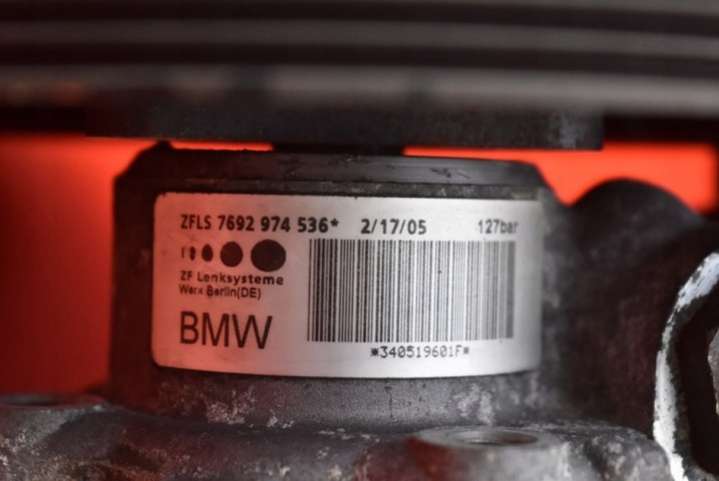 ZFLS 7692 974 536* 2/17/05 127bar
ZF Lenksysteme
Werk Berlin(DE)
BMW
*340519601F*